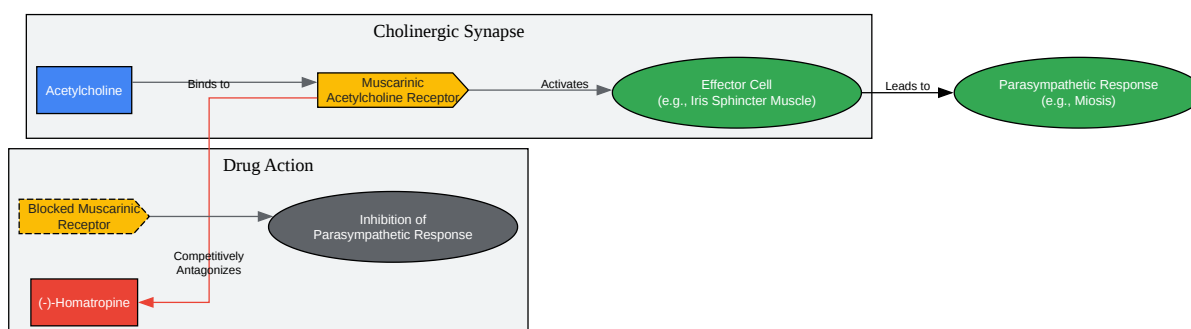 Cholinergic Synapse
Acetylcholine
Binds to
Muscarinic
Acetylcholine Receptor
Activates
Effector Cell
(e.g., Iris Sphincter Muscle)
Leads to
Parasympathetic Response
(e.g., Miosis)
Drug Action
Blocked Muscarinic
Receptor
Inhibition of
Parasympathetic Response
Competitively
Antagonizes
(-)-Homatropine